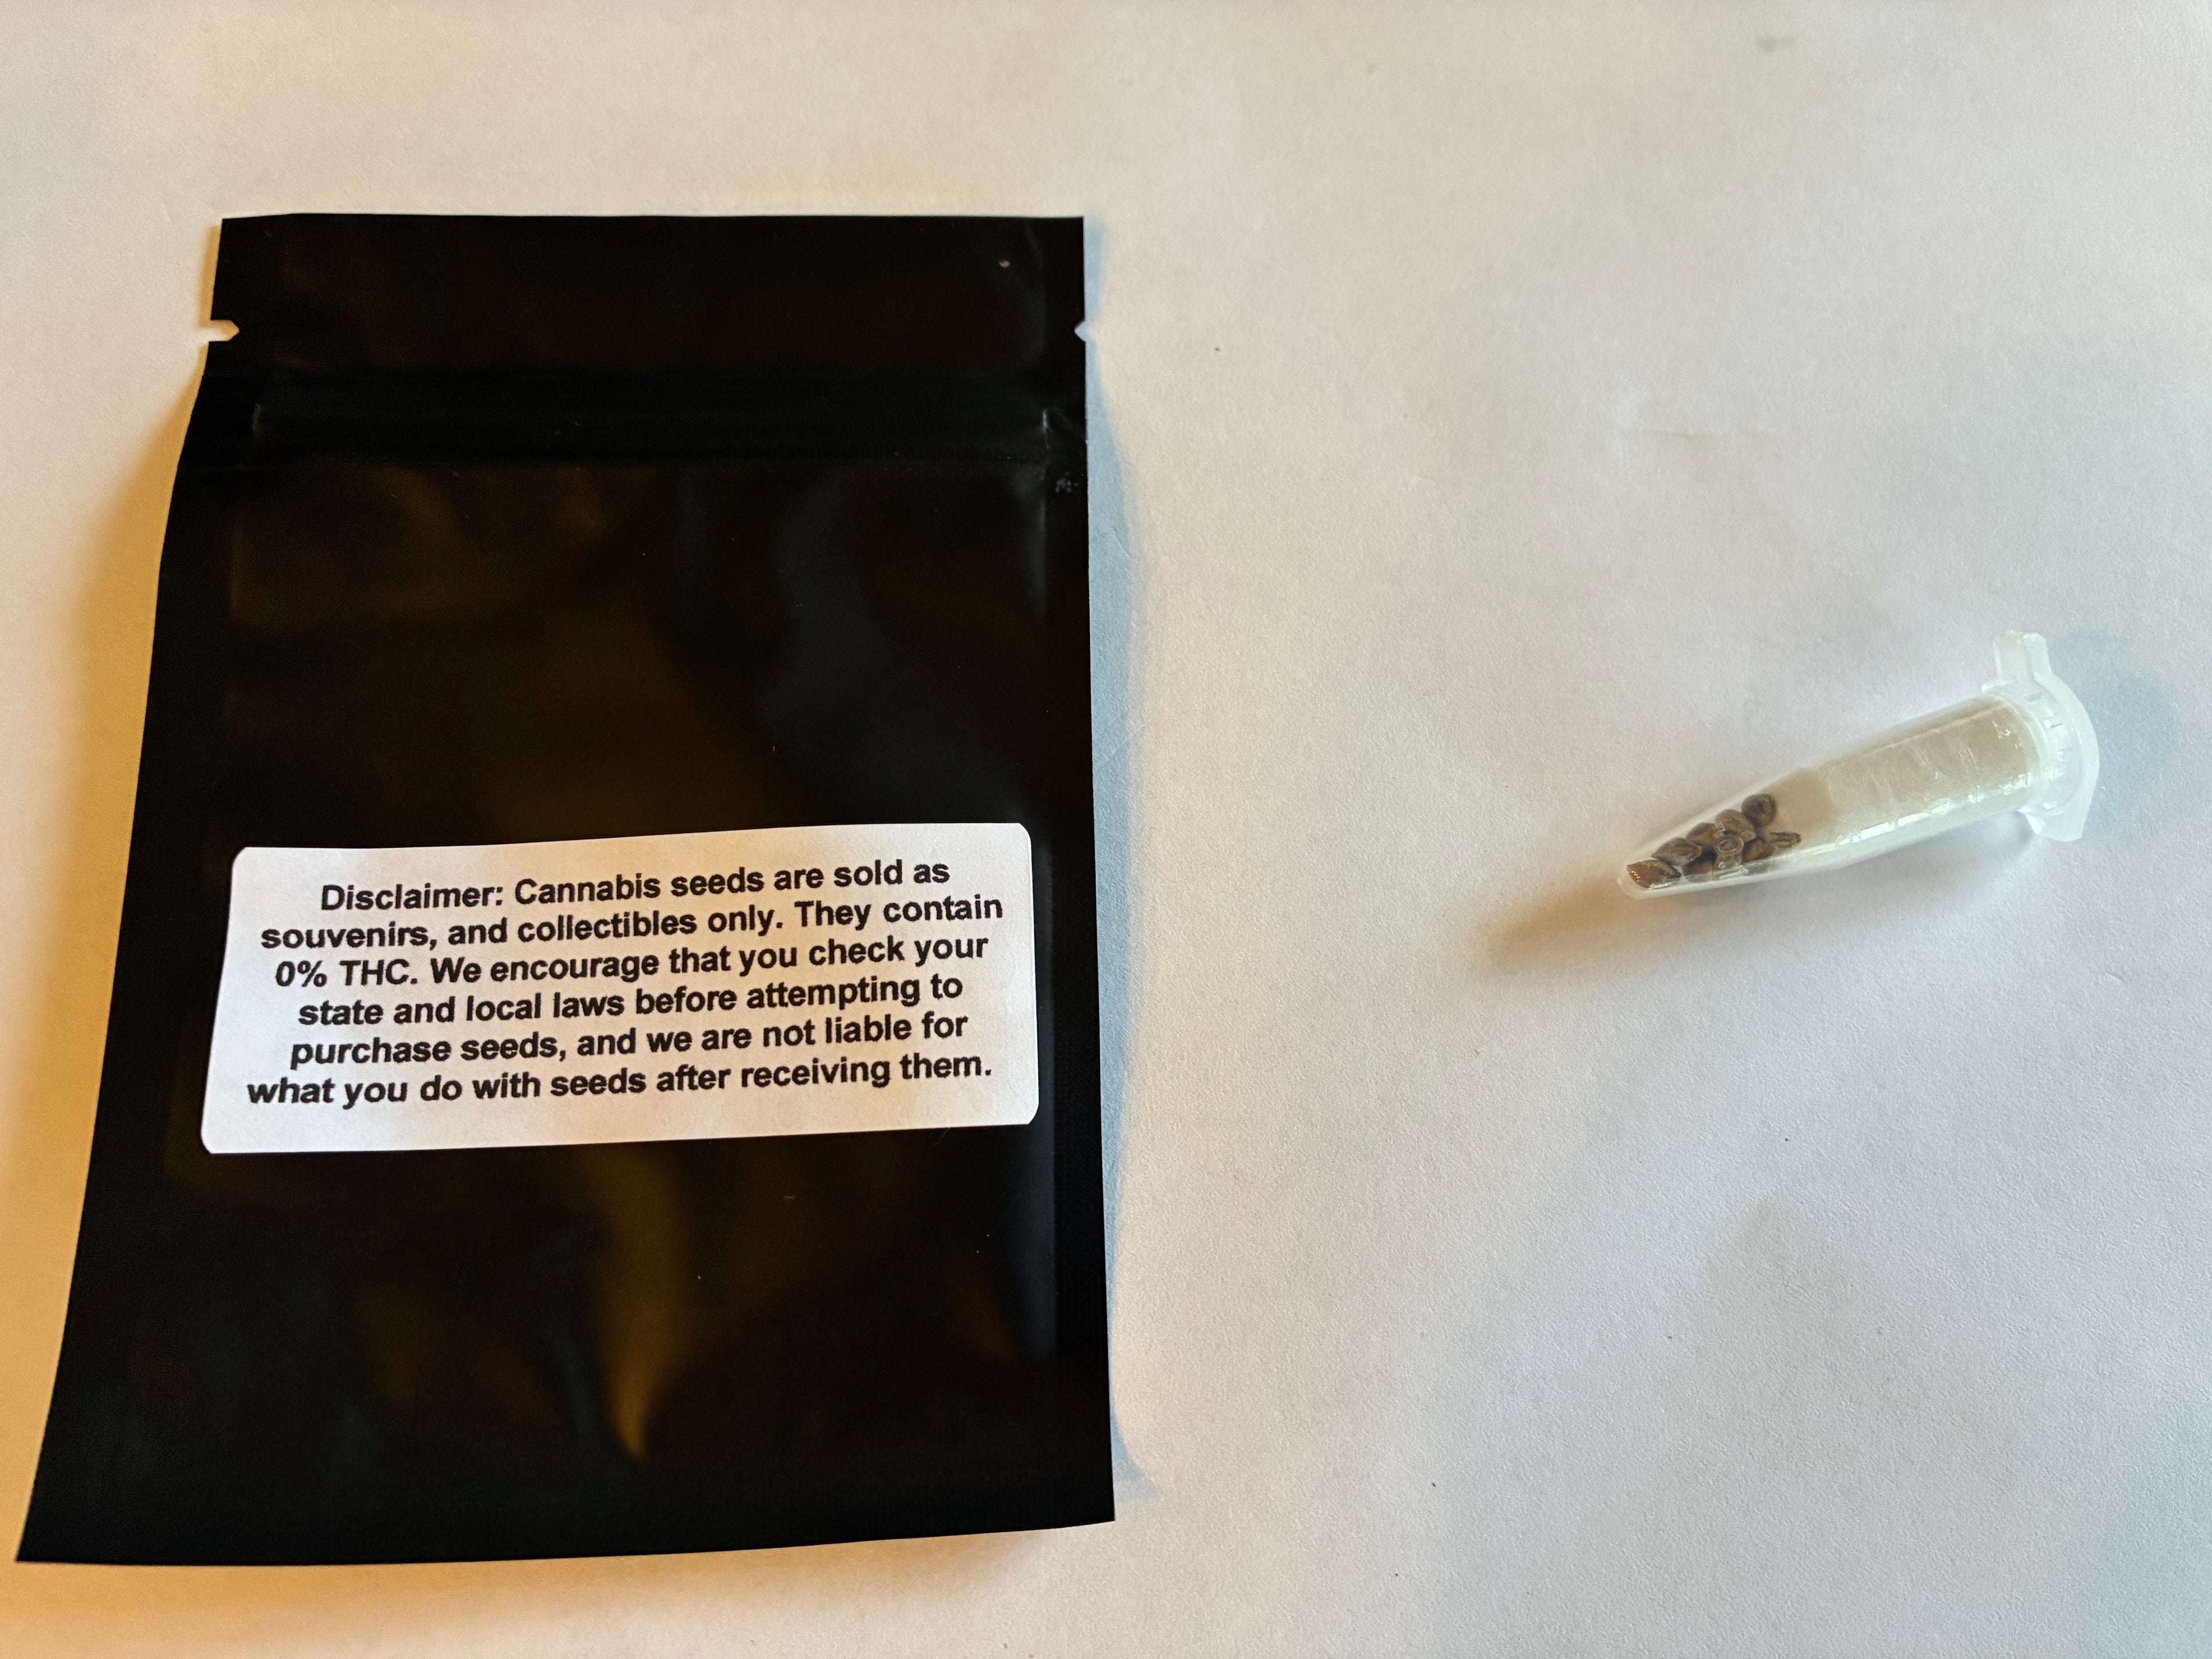 Disclaimer: Cannabis seeds are sold as
souvenirs, and collectibles only. They contain
0% THC. We encourage that you check your
state and local laws before attempting to
purchase seeds, and we are not liable for
what you do with seeds after receiving them.